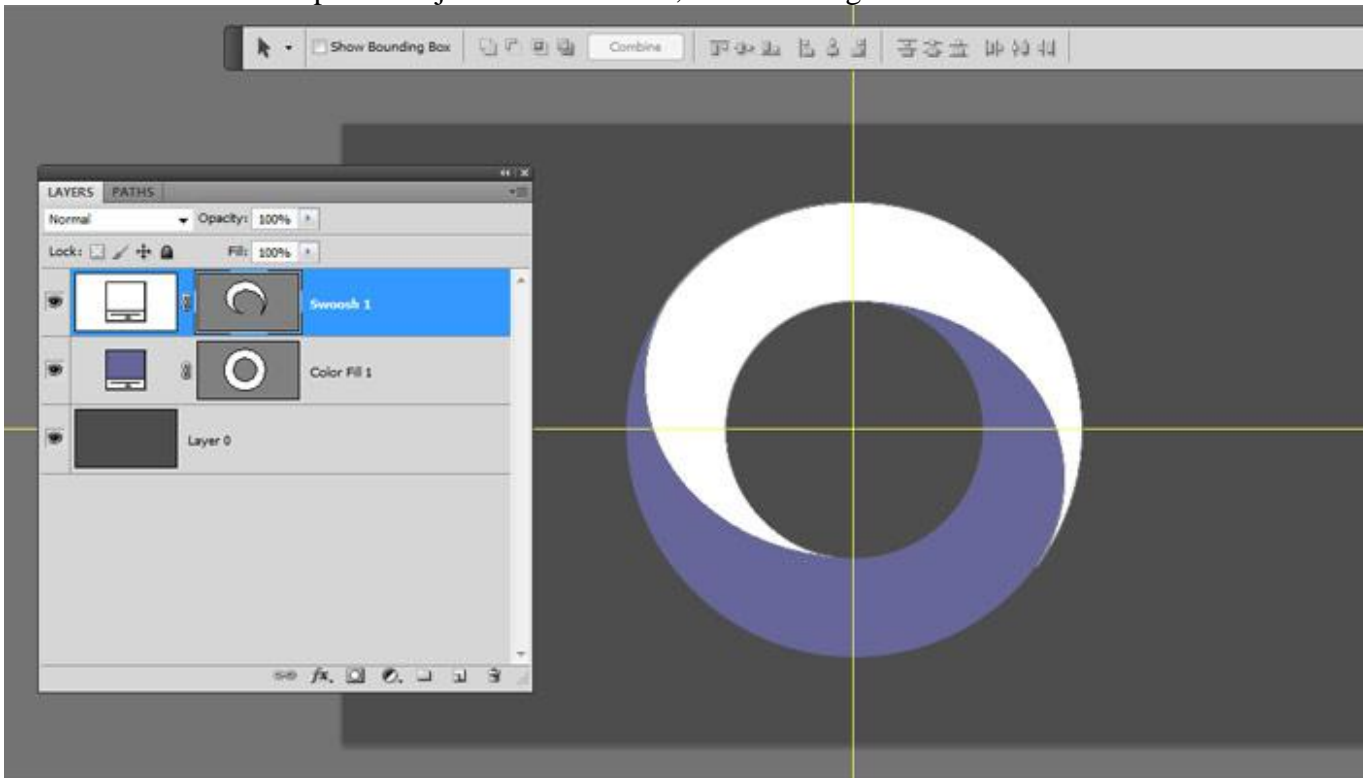 Show Bounding Box
Combine
LAYERS PATHS
Normal Opacity: 100%
Lock: Fill: 100%
Swoosh 1
Color Fill 1
Layer 0
fx.